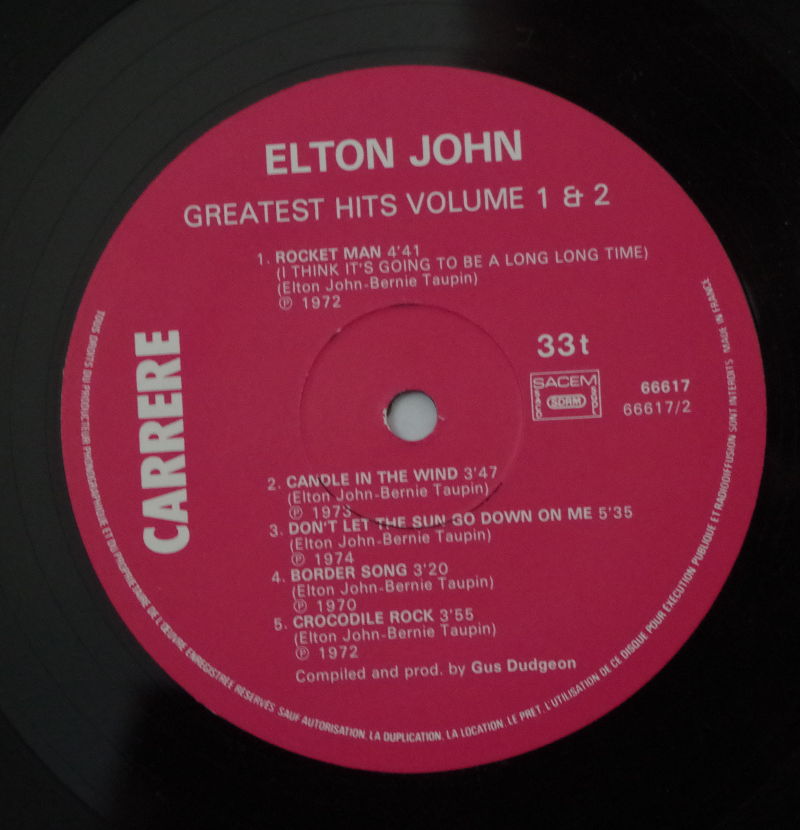 ELTON JOHN
GREATEST HITS VOLUME 1 & 2
1. ROCKET MAN 4'41
(I THINK IT'S GOING TO BE A LONG LONG TIME)
(Elton John-Bernie Taupin)
℗ 1972
CARRERE
33t
SACEM
SDRM
66617
66617/2
2. CANDLE IN THE WIND 3'47
(Elton John-Bernie Taupin)
℗ 1973
3. DON'T LET THE SUN GO DOWN ON ME 5'35
(Elton John-Bernie Taupin)
℗ 1974
4. BORDER SONG 3'20
(Elton John-Bernie Taupin)
℗ 1970
5. CROCODILE ROCK 3'55
(Elton John-Bernie Taupin)
℗ 1972
Compiled and prod. by Gus Dudgeon
TOUS DROITS DU PRODUCTEUR PHONOGRAPHIQUE ET DU PROPRIETAIRE DE L'ŒUVRE ENREGISTREE RESERVES. SAUF AUTORISATION, LA DUPLICATION, LA LOCATION, LE PRET, L'UTILISATION DE CE DISQUE POUR EXECUTION PUBLIQUE ET RADIODIFFUSION SONT INTERDITS MADE IN FRANCE